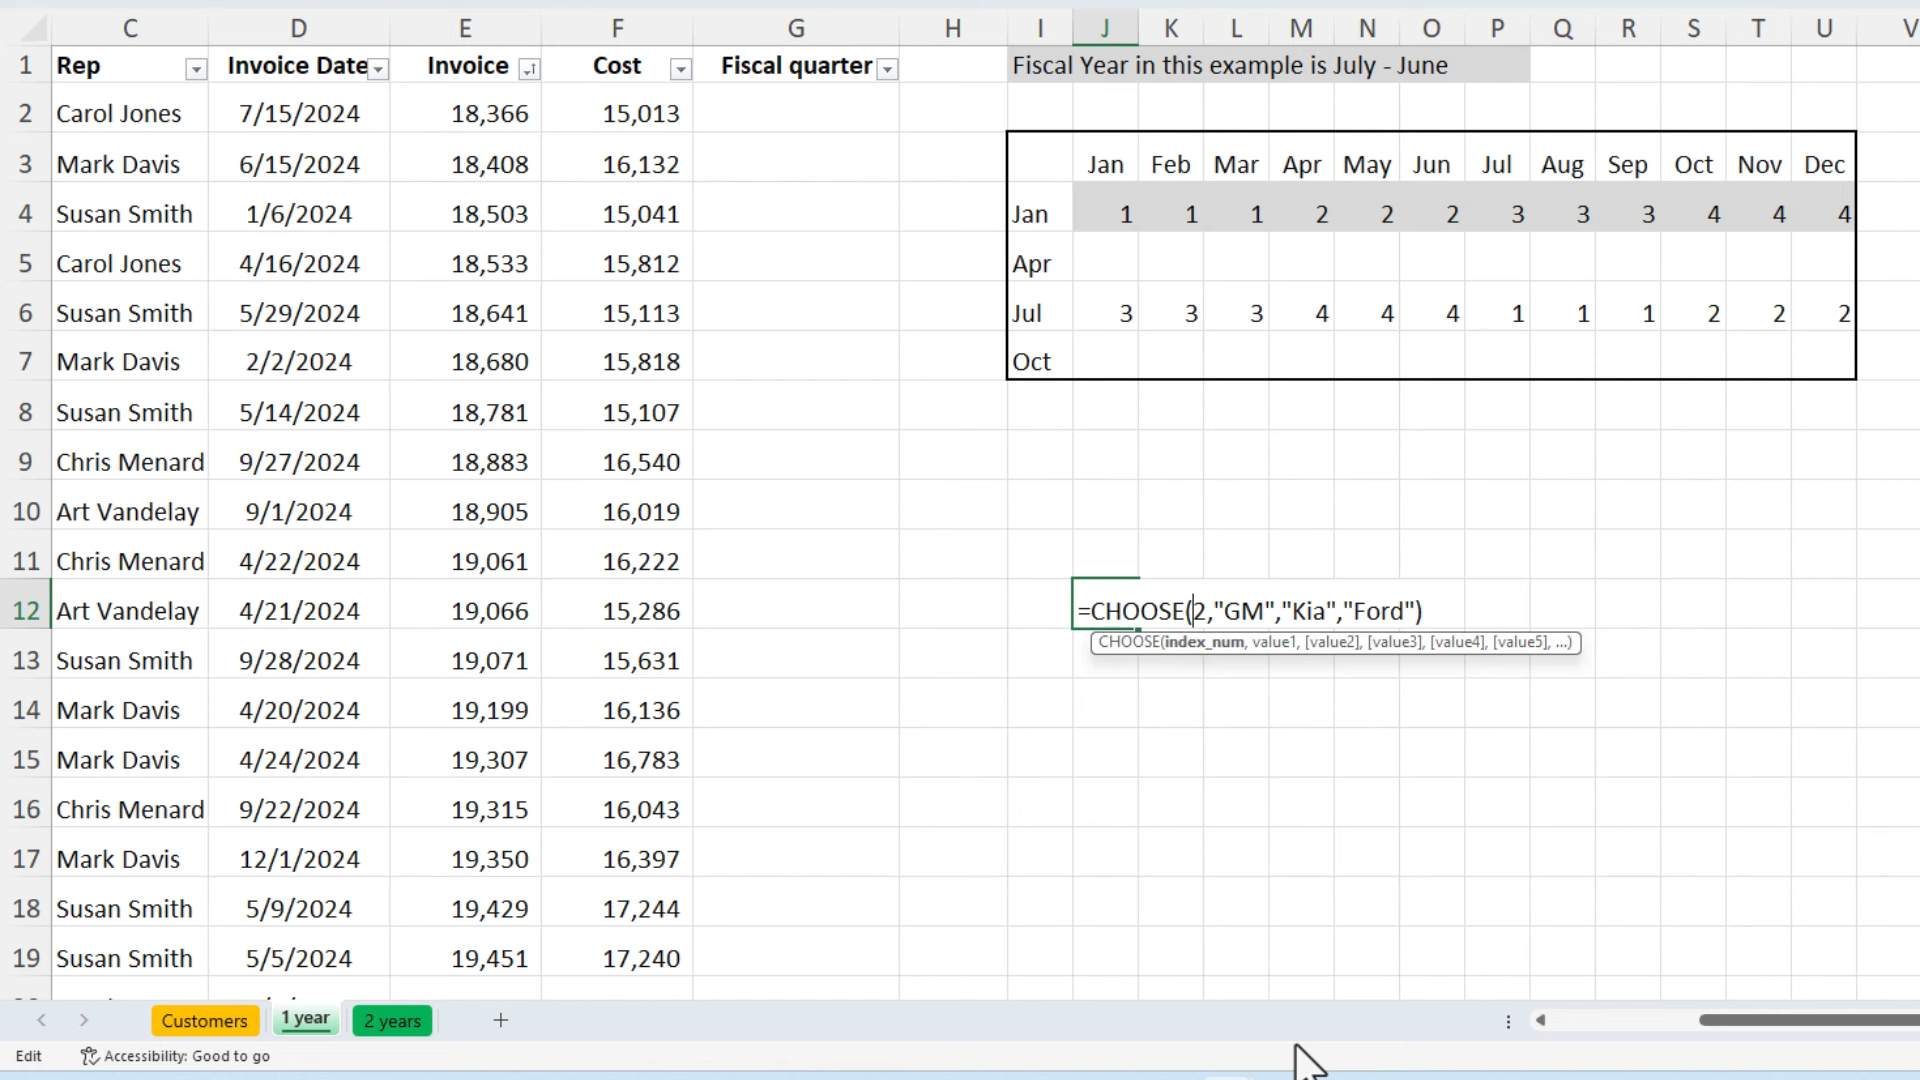 C D E F G H I J K L M N O P Q R S T U V
1 Rep Invoice Date Invoice Cost Fiscal quarter Fiscal Year in this example is July - June
2 Carol Jones 7/15/2024 18,366 15,013
3 Mark Davis 6/15/2024 18,408 16,132 Jan Feb Mar Apr May Jun Jul Aug Sep Oct Nov Dec
4 Susan Smith 1/6/2024 18,503 15,041 Jan 1 1 1 2 2 2 3 3 3 4 4 4
5 Carol Jones 4/16/2024 18,533 15,812 Apr
6 Susan Smith 5/29/2024 18,641 15,113 Jul 3 3 3 4 4 4 1 1 1 2 2 2
7 Mark Davis 2/2/2024 18,680 15,818 Oct
8 Susan Smith 5/14/2024 18,781 15,107
9 Chris Menard 9/27/2024 18,883 16,540
10 Art Vandelay 9/1/2024 18,905 16,019
11 Chris Menard 4/22/2024 19,061 16,222
12 Art Vandelay 4/21/2024 19,066 15,286 =CHOOSE(2,"GM","Kia","Ford")
CHOOSE(index_num, value1, [value2], [value3], [value4], [value5], ...)
13 Susan Smith 9/28/2024 19,071 15,631
14 Mark Davis 4/20/2024 19,199 16,136
15 Mark Davis 4/24/2024 19,307 16,783
16 Chris Menard 9/22/2024 19,315 16,043
17 Mark Davis 12/1/2024 19,350 16,397
18 Susan Smith 5/9/2024 19,429 17,244
19 Susan Smith 5/5/2024 19,451 17,240
Customers 1 year 2 years
Edit Accessibility: Good to go